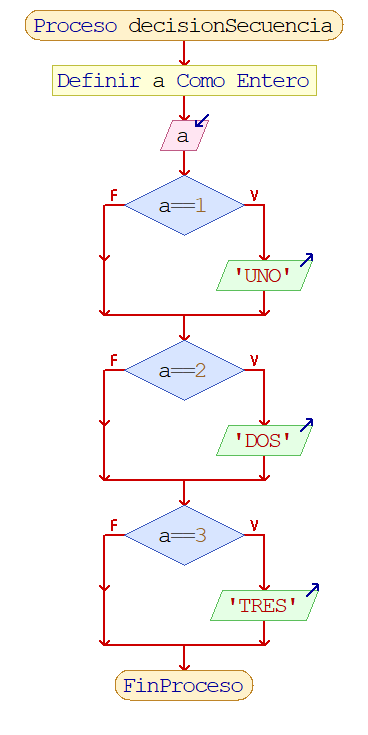 Proceso decisionSecuencia
Definir a Como Entero
a
F
a==1
V
'UNO'
F
a==2
V
'DOS'
F
a==3
V
'TRES'
FinProceso